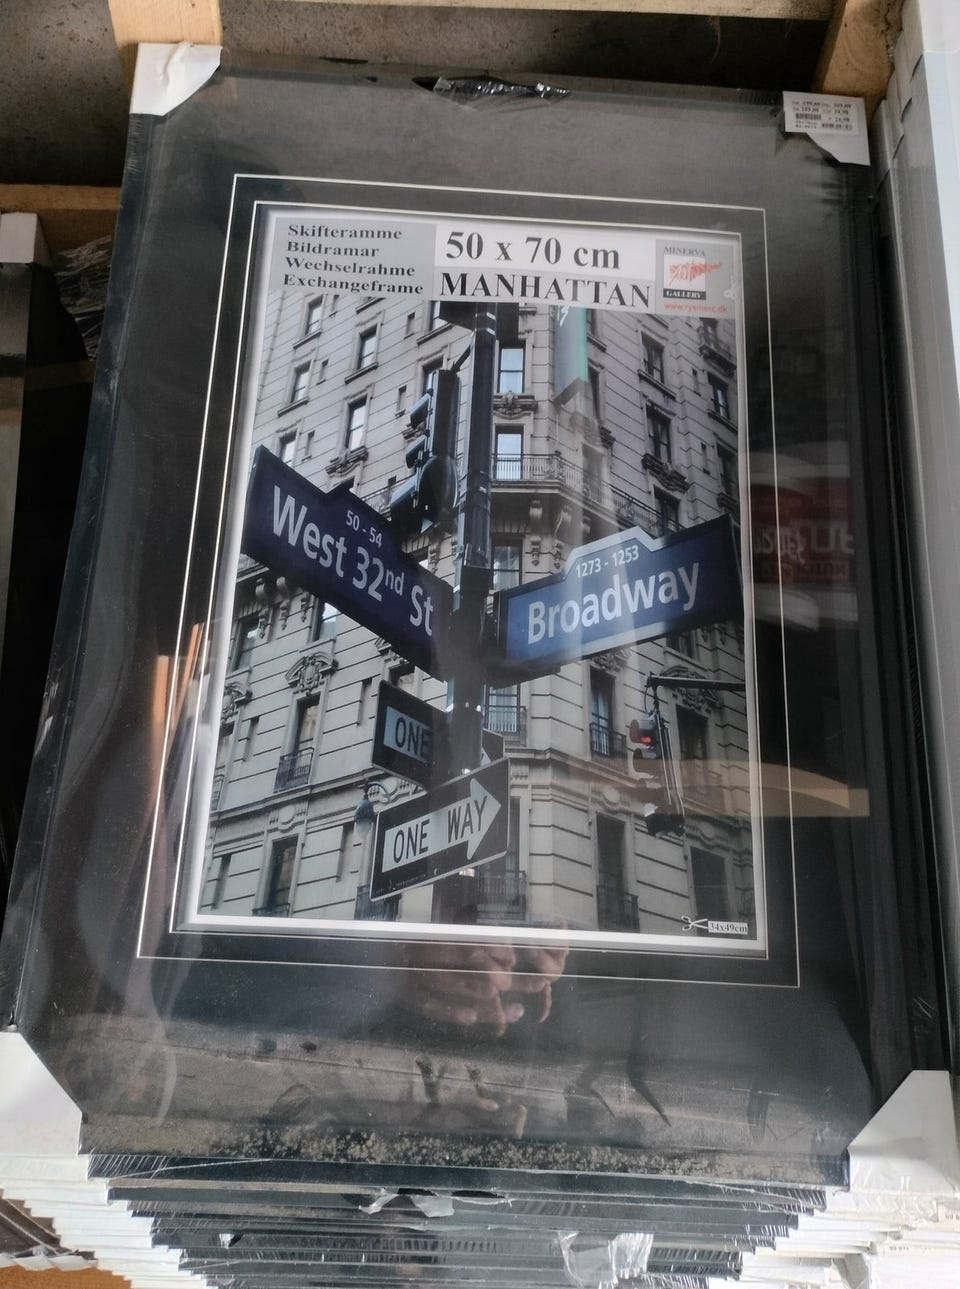 Skifteramme
Bildramar
Wechselrahme
Exchangeframe
50 x 70 cm
MANHATTAN
MINERVA
GALLERY
50 - 54
West 32nd St
1273 - 1253
Broadway
ONE
ONE WAY
34x49cm